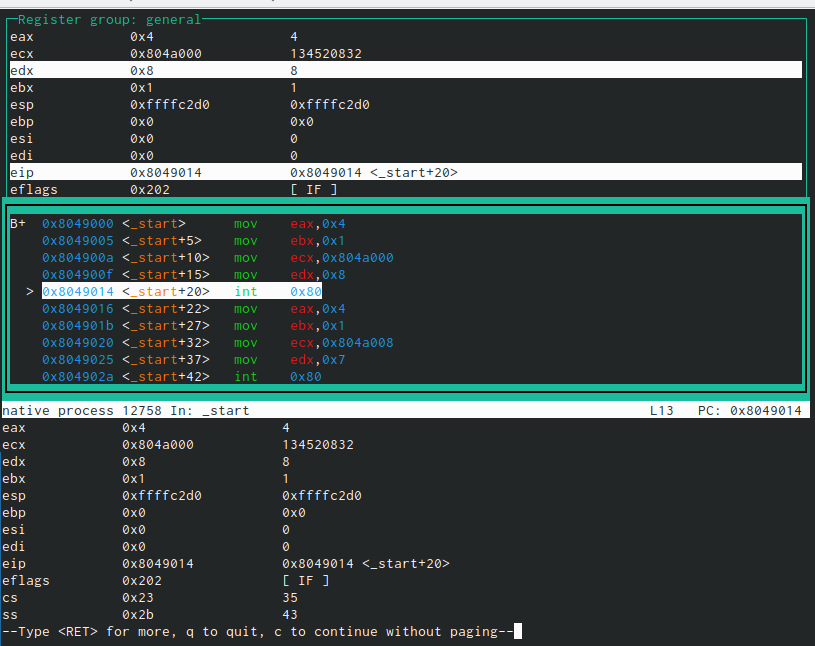 Register group: general
eax 0x4 4
ecx 0x804a000 134520832
edx 0x8 8
ebx 0x1 1
esp 0xffffc2d0 0xffffc2d0
ebp 0x0 0x0
esi 0x0 0
edi 0x0 0
eip 0x8049014 0x8049014 <_start+20>
eflags 0x202 [ IF ]
B+ 0x8049000 <_start> mov eax,0x4
0x8049005 <_start+5> mov ebx,0x1
0x804900a <_start+10> mov ecx,0x804a000
0x804900f <_start+15> mov edx,0x8
> 0x8049014 <_start+20> int 0x80
0x8049016 <_start+22> mov eax,0x4
0x804901b <_start+27> mov ebx,0x1
0x8049020 <_start+32> mov ecx,0x804a008
0x8049025 <_start+37> mov edx,0x7
0x804902a <_start+42> int 0x80
native process 12758 In: _start L13 PC: 0x8049014
eax 0x4 4
ecx 0x804a000 134520832
edx 0x8 8
ebx 0x1 1
esp 0xffffc2d0 0xffffc2d0
ebp 0x0 0x0
esi 0x0 0
edi 0x0 0
eip 0x8049014 0x8049014 <_start+20>
eflags 0x202 [ IF ]
cs 0x23 35
ss 0x2b 43
--Type <RET> for more, q to quit, c to continue without paging--